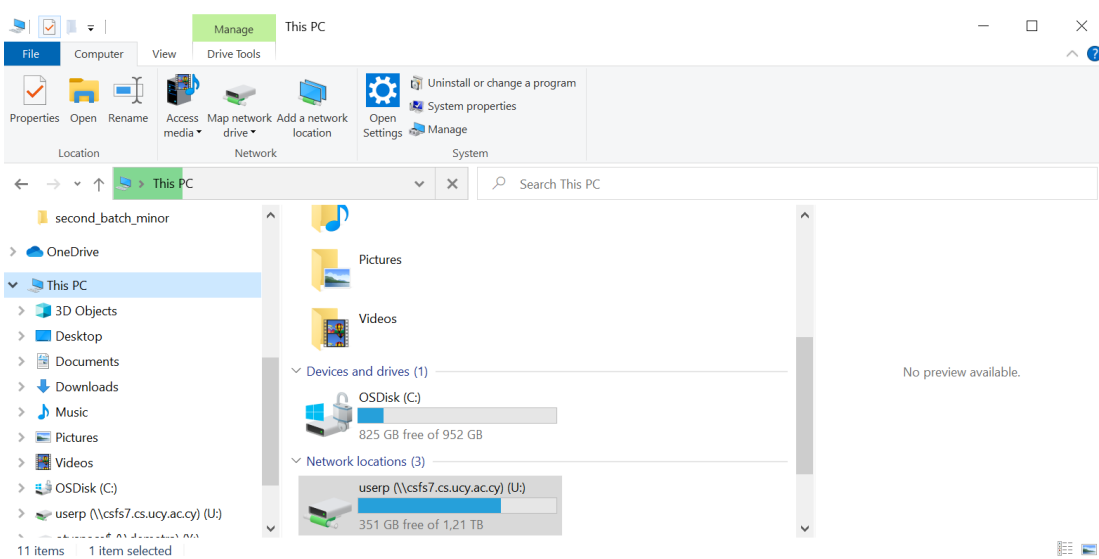 Manage
This PC
File
Computer
View
Drive Tools
Properties
Open
Rename
Access
media
Map network
drive
Add a network
location
Open
Settings
Uninstall or change a program
System properties
Manage
Location
Network
System
This PC
Search This PC
second_batch_minor
OneDrive
This PC
3D Objects
Desktop
Documents
Downloads
Music
Pictures
Videos
OSDisk (C:)
userp (\\csfs7.cs.ucy.ac.cy) (U:)
Pictures
Videos
Devices and drives (1)
OSDisk (C:)
825 GB free of 952 GB
Network locations (3)
userp (\\csfs7.cs.ucy.ac.cy) (U:)
351 GB free of 1,21 TB
No preview available.
11 items
1 item selected